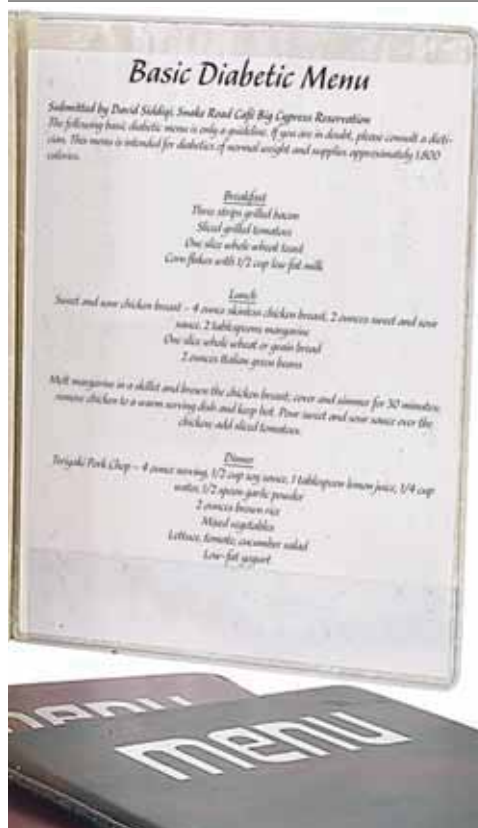 Basic Diabetic Menu
Submitted by David Siddiqi, Snake Road Café Big Cypress Reservation
The following basic diabetic menu is only a guideline. If you are in doubt, please consult a dieti-
cian. This menu is intended for diabetics of normal weight and supplies approximately 1,800
calories.
Breakfast
Three strips grilled bacon
Sliced grilled tomatoes
One slice whole wheat toast
Corn flakes with 1/2 cup low fat milk
Lunch
Sweet and sour chicken breast – 4 ounce skinless chicken breast, 2 ounces sweet and sour
sauce, 2 tablespoons margarine
One slice whole wheat or grain bread
2 ounces Italian green beans
Melt margarine in a skillet and brown the chicken breast; cover and simmer for 30 minutes;
remove chicken to a warm serving dish and keep hot. Pour sweet and sour sauce over the
chicken; add sliced tomatoes.
Dinner
Teriyaki Pork Chop – 4 ounce serving, 1/2 cup soy sauce, 1 tablespoon lemon juice, 1/4 cup
water, 1/2 spoon garlic powder
2 ounces brown rice
Mixed vegetables
Lettuce, tomato, cucumber salad
Low-fat yogurt
menu
menu